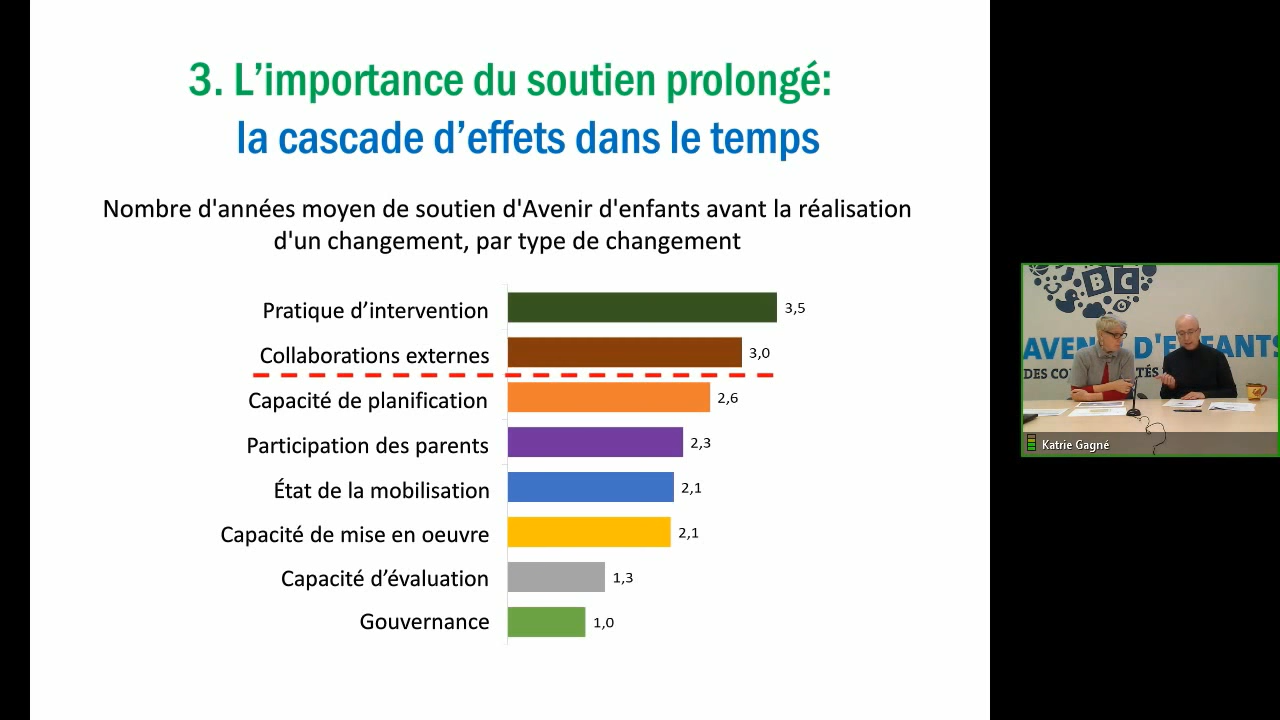 3. L’importance du soutien prolongé:
la cascade d’effets dans le temps
Nombre d'années moyen de soutien d'Avenir d'enfants avant la réalisation
d'un changement, par type de changement
Pratique d’intervention 3,5
Collaborations externes 3,0
Capacité de planification 2,6
Participation des parents 2,3
État de la mobilisation 2,1
Capacité de mise en oeuvre 2,1
Capacité d’évaluation 1,3
Gouvernance 1,0
B C
Katrie Gagné